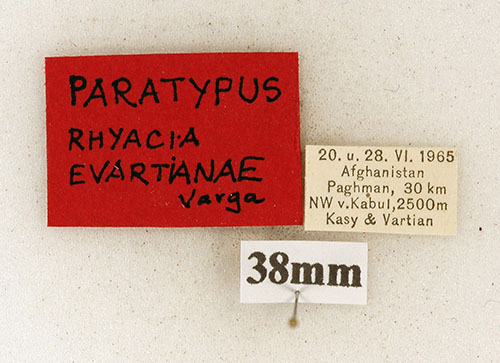 PARATYPUS
RHYACIA
EVARTIANAE
Varga
20. u. 28. VI. 1965
Afghanistan
Paghman, 30 km
NW v.Kabul,2500m
Kasy & Vartian
38mm